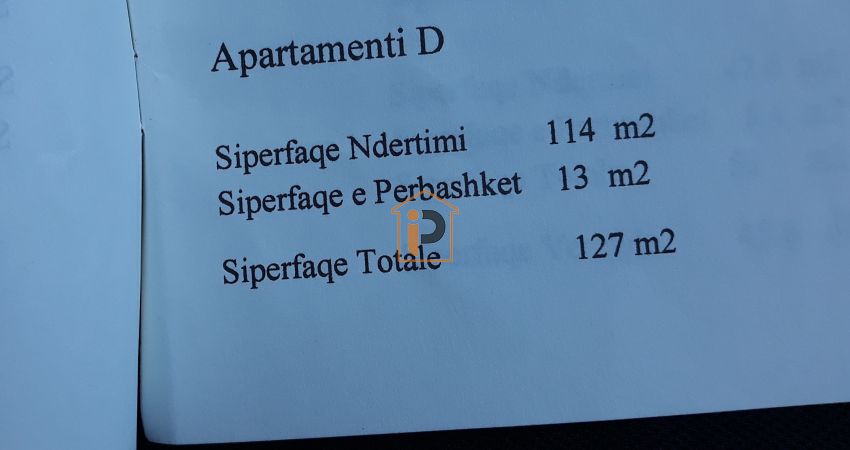 Apartamenti D
Siperfaqe Ndertimi 114 m2
Siperfaqe e Perbashket 13 m2
Siperfaqe Totale 127 m2